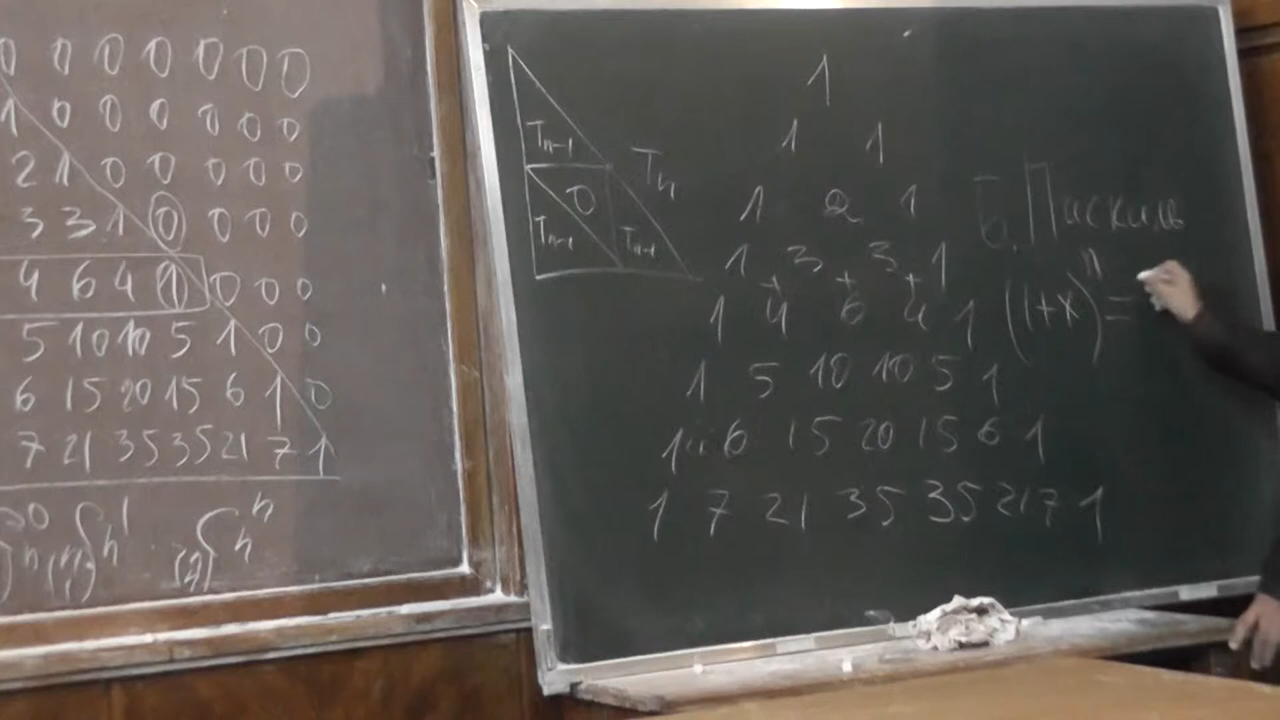 0 0 0 0 0 0 0
1 0 0 0 0 0 0
2 1 0 0 0 0 0
3 3 1 0 0 0 0
4 6 4 1 0 0 0
5 10 10 5 1 0 0
6 15 20 15 6 1 0
7 21 35 35 21 7 1
C_n^1 C_n^n
T_{n-1}
T_n
0
T_{n-1} T_{n-1}
1
1 1
1 2 1
1 3 3 1
+ + +
1 4 6 4 1
1 5 10 10 5 1
1 6 15 20 15 6 1
1 7 21 35 35 21 7 1
Б. Паскаль
(1+x)^n =